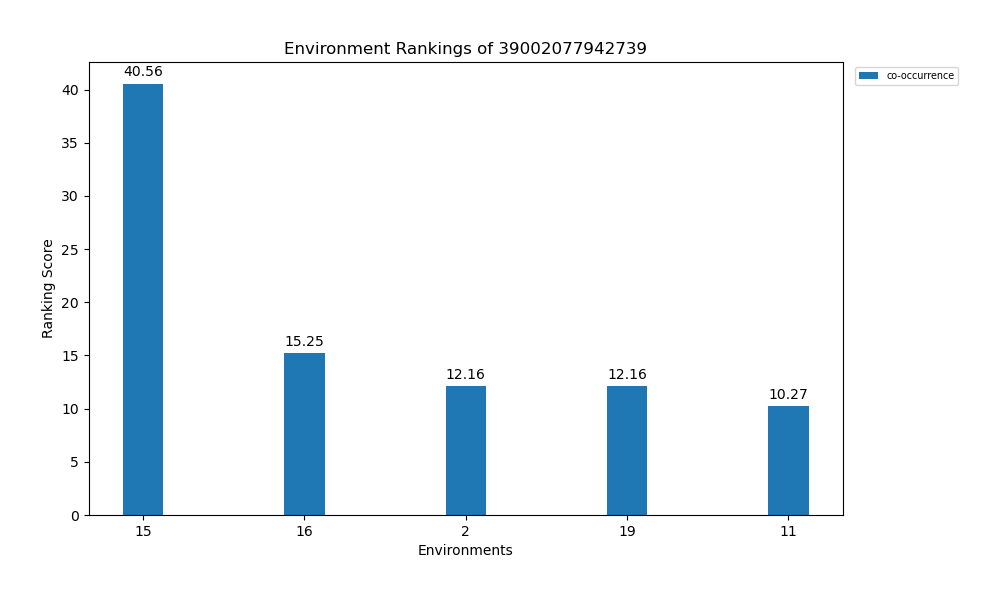 Environment Rankings of 39002077942739
co-occurrence
40.56
15.25
12.16
12.16
10.27
Ranking Score
40
35
30
25
20
15
10
5
0
15 16 2 19 11
Environments